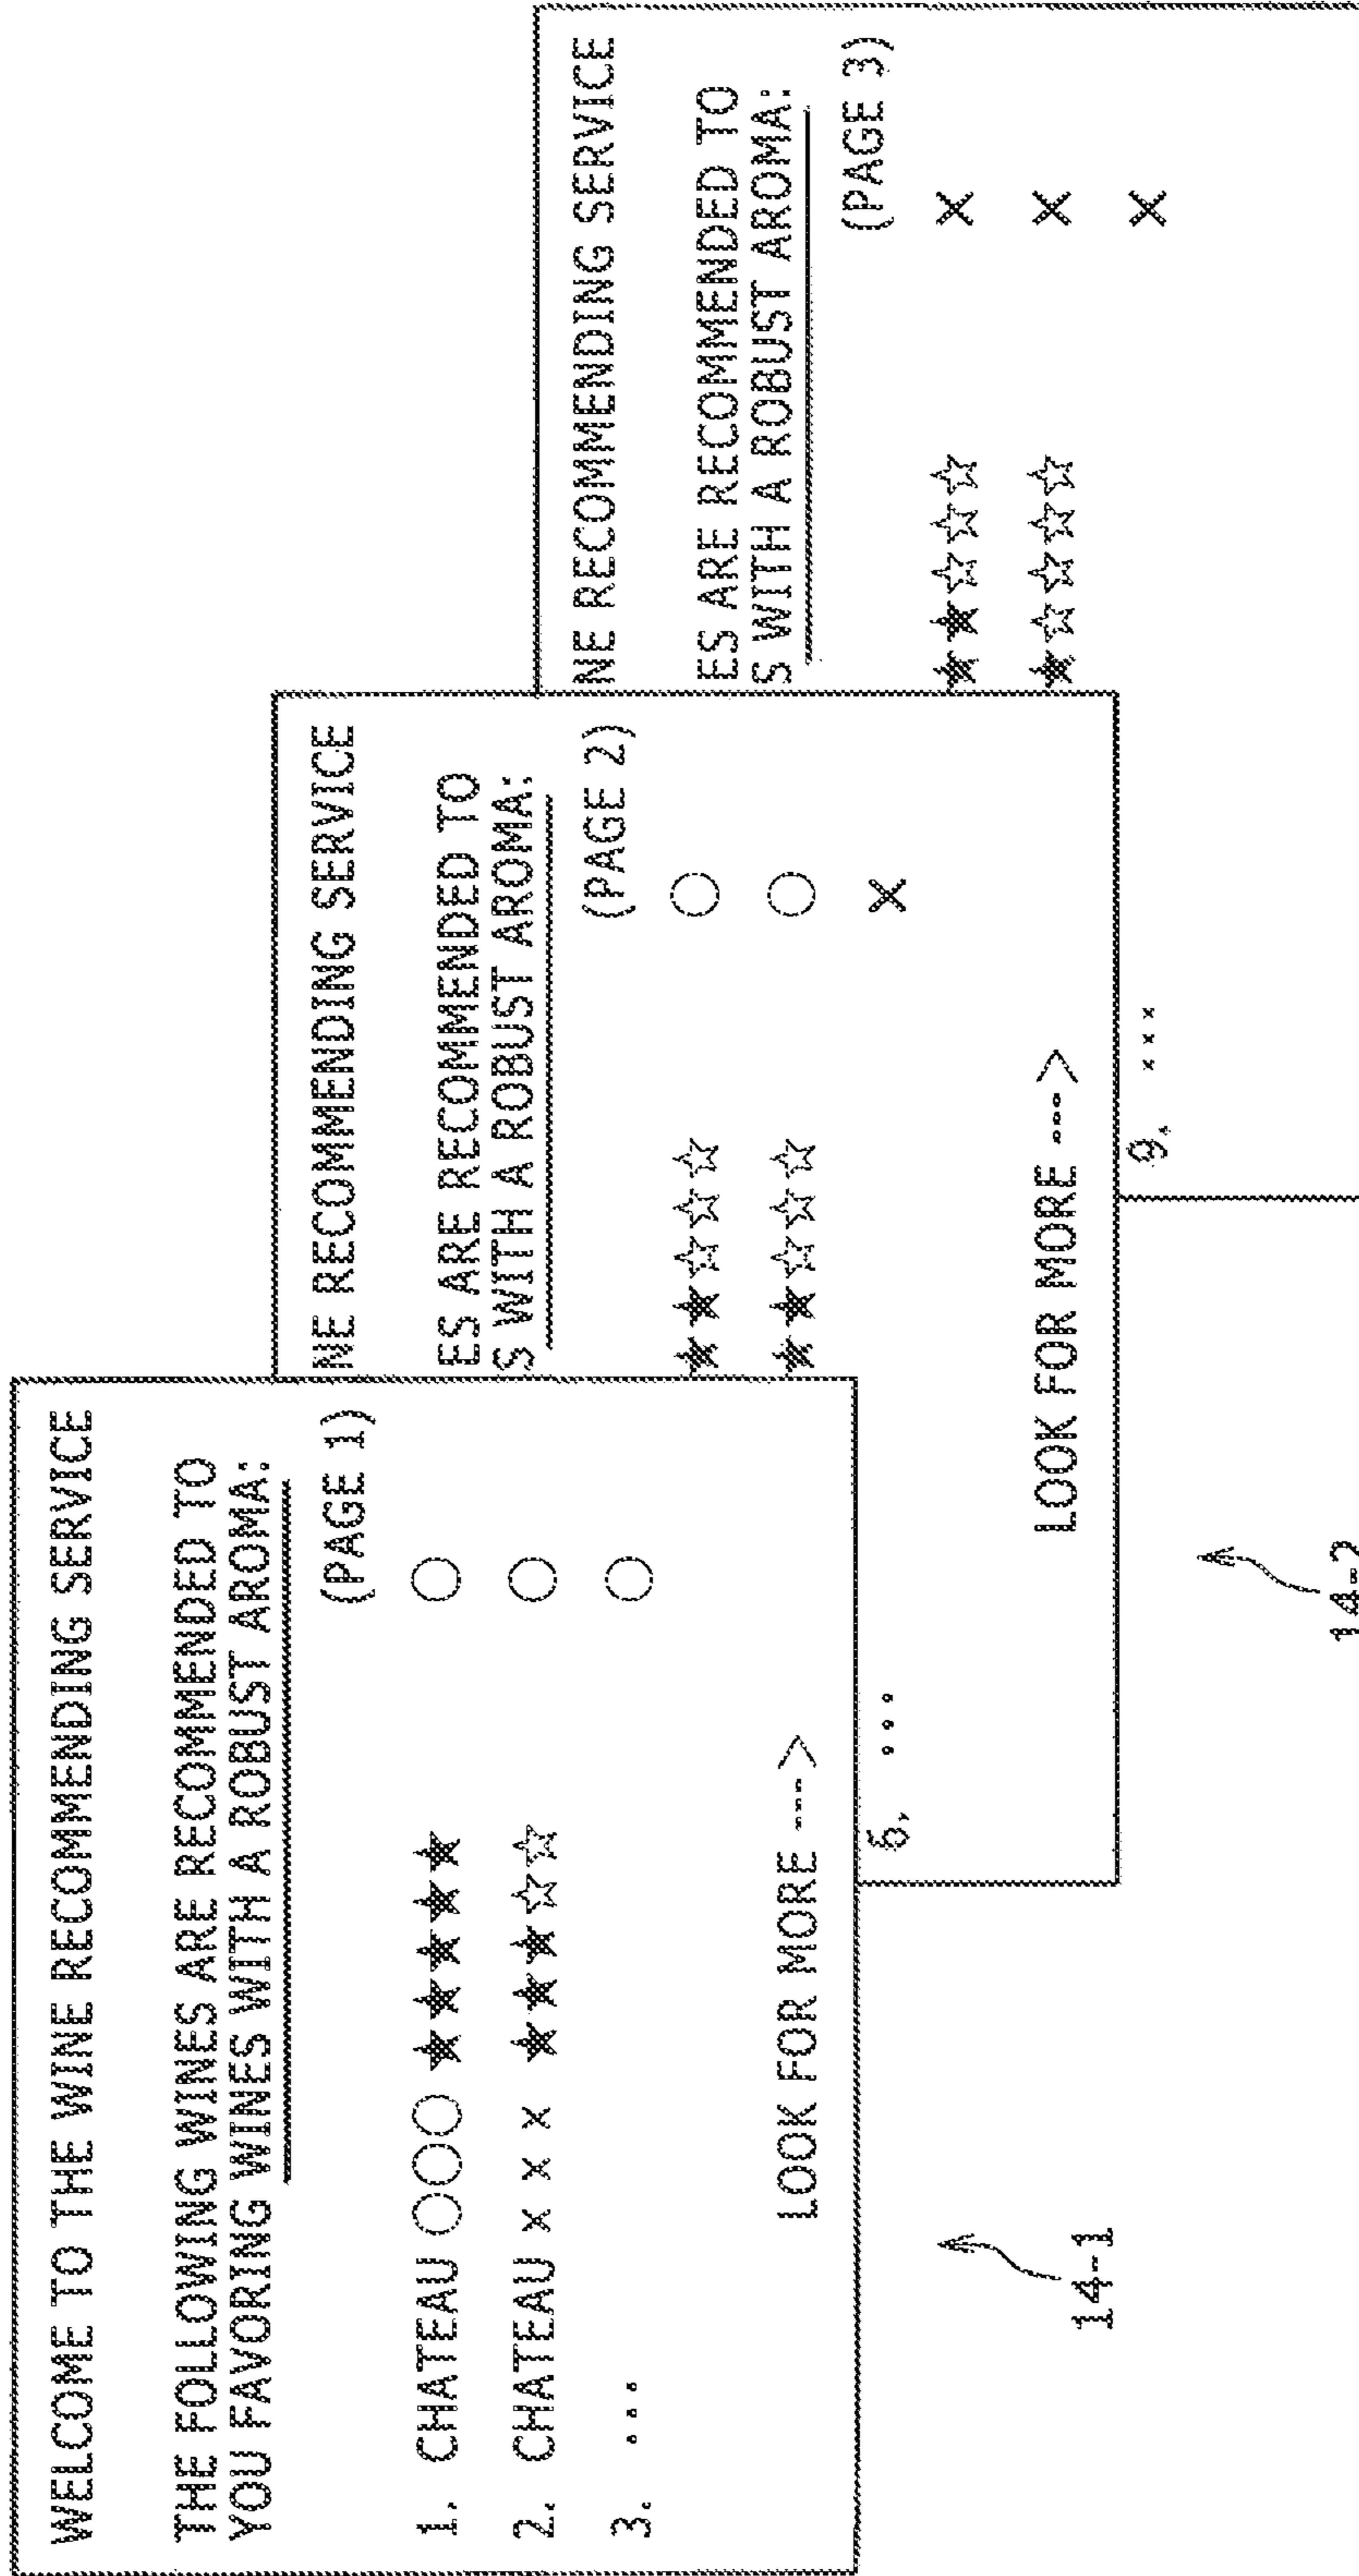 WELCOME TO THE WINE RECOMMENDING SERVICE
THE FOLLOWING WINES ARE RECOMMENDED TO
YOU FAVORING WINES WITH A ROBUST AROMA:
(PAGE 1)
1. CHATEAU ○○○ ★★★★★ ○
2. CHATEAU x x x ★★★☆☆ ○
3. ... ○
LOOK FOR MORE --->
14-1
NE RECOMMENDING SERVICE
ES ARE RECOMMENDED TO
S WITH A ROBUST AROMA:
(PAGE 2)
★★☆☆☆ ○
★★☆☆☆ ○
6. ... ×
LOOK FOR MORE --->
14-2
NE RECOMMENDING SERVICE
ES ARE RECOMMENDED TO
S WITH A ROBUST AROMA:
(PAGE 3)
★★☆☆☆ ×
★☆☆☆☆ ×
9. ... ×